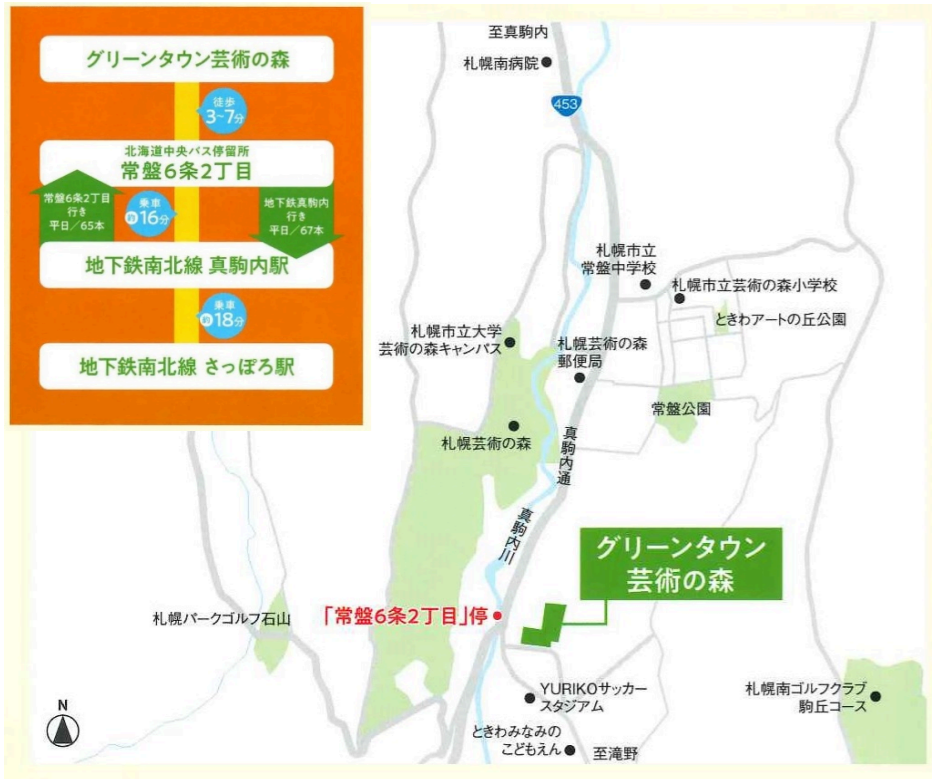 グリーンタウン芸術の森
徒歩
3~7分
北海道中央バス停留所
常盤6条2丁目
常盤6条2丁目
行き
平日/65本
乗車
約16分
地下鉄真駒内
行き
平日/67本
地下鉄南北線 真駒内駅
乗車
約18分
地下鉄南北線 さっぽろ駅
至真駒内
札幌南病院
453
札幌市立
常盤中学校
札幌市立芸術の森小学校
ときわアートの丘公園
札幌市立大学
芸術の森キャンパス
札幌芸術の森
郵便局
常盤公園
札幌芸術の森
真駒内通
真駒内川
グリーンタウン
芸術の森
「常盤6条2丁目」停
札幌パークゴルフ石山
YURIKOサッカー
スタジアム
札幌南ゴルフクラブ
駒丘コース
ときわみなみの
こどもえん
至滝野
N